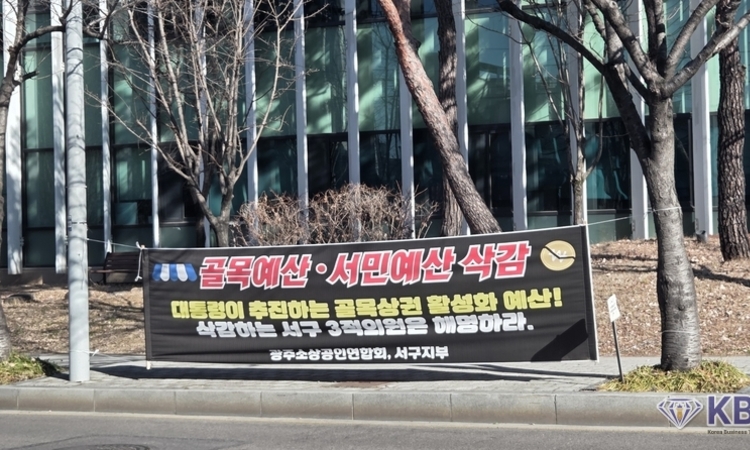 골목예산·서민예산 삭감
대통령이 추진하는 골목상권 활성화 예산!
삭감하는 서구 3적의원은 해명하라.
광주소상공인연합회, 서구지부
KB
Korea Business